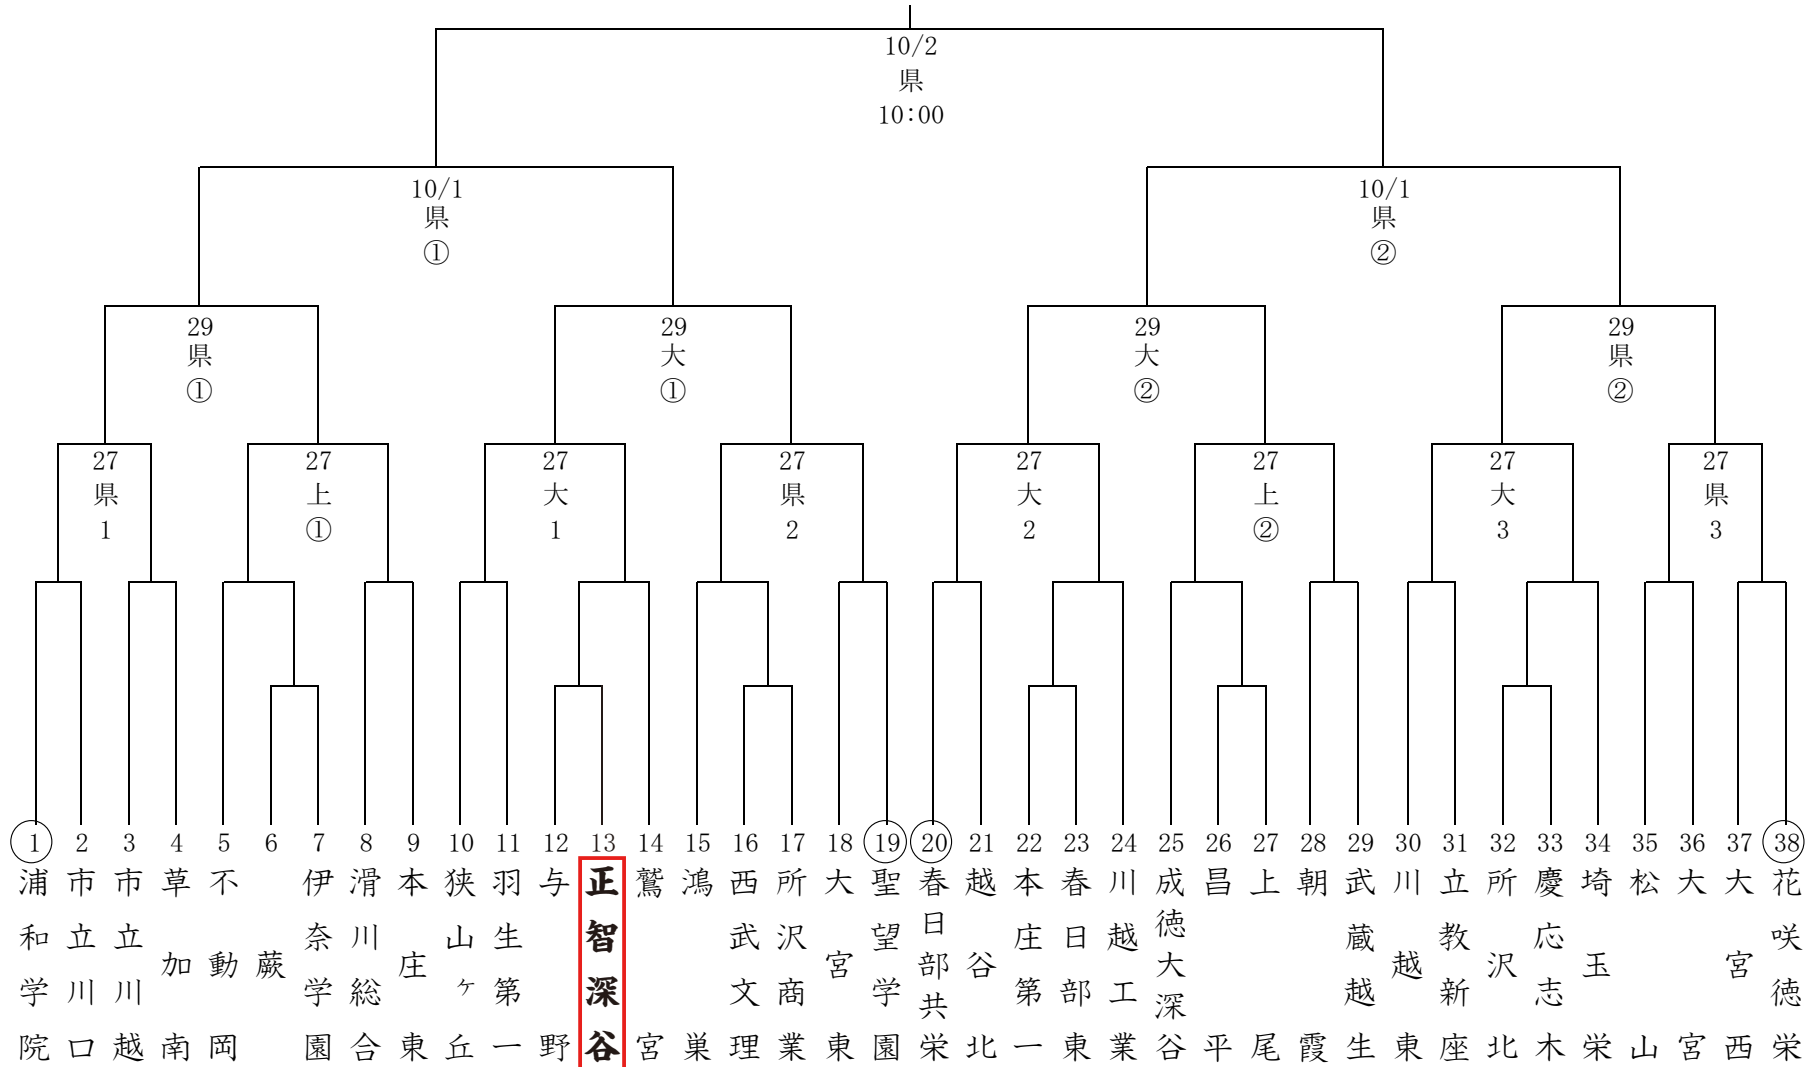 10/2
県
10:00
10/1
県
①
10/1
県
②
29
県
①
29
大
①
29
大
②
29
県
②
27
県
1
27
上
①
27
大
1
27
県
2
27
大
2
27
上
②
27
大
3
27
県
3
1 浦和学院
2 市立川口
3 市立川越
4 草加南
5 不動岡
6 蕨
7 伊奈学園
8 滑川総合
9 本庄東
10 狭山ヶ丘
11 羽生第一
12 与野
13 正智深谷
14 鷲宮
15 鴻巣
16 西武文理
17 所沢商業
18 大宮東
19 聖望学園
20 春日部共栄
21 越谷北
22 本庄第一
23 春日部東
24 川越工業
25 成徳大深谷
26 昌平
27 上尾
28 朝霞
29 武蔵越生
30 川越東
31 立教新座
32 所沢北
33 慶応志木
34 埼玉栄
35 松山
36 大宮
37 大宮西
38 花咲徳栄